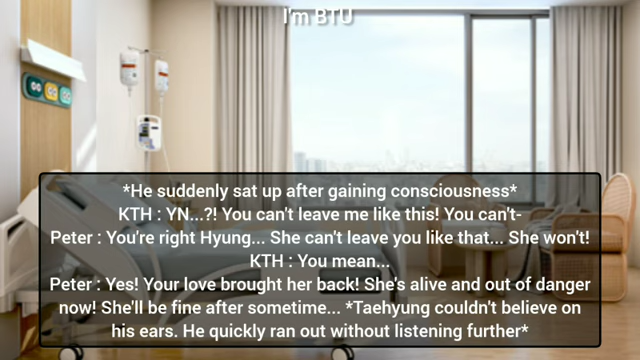 I'm BTU
*He suddenly sat up after gaining consciousness*
KTH : YN...?! You can't leave me like this! You can't-
Peter : You're right Hyung... She can't leave you like that... She won't!
KTH : You mean...
Peter : Yes! Your love brought her back! She's alive and out of danger
now! She'll be fine after sometime... *Taehyung couldn't believe on
his ears. He quickly ran out without listening further*